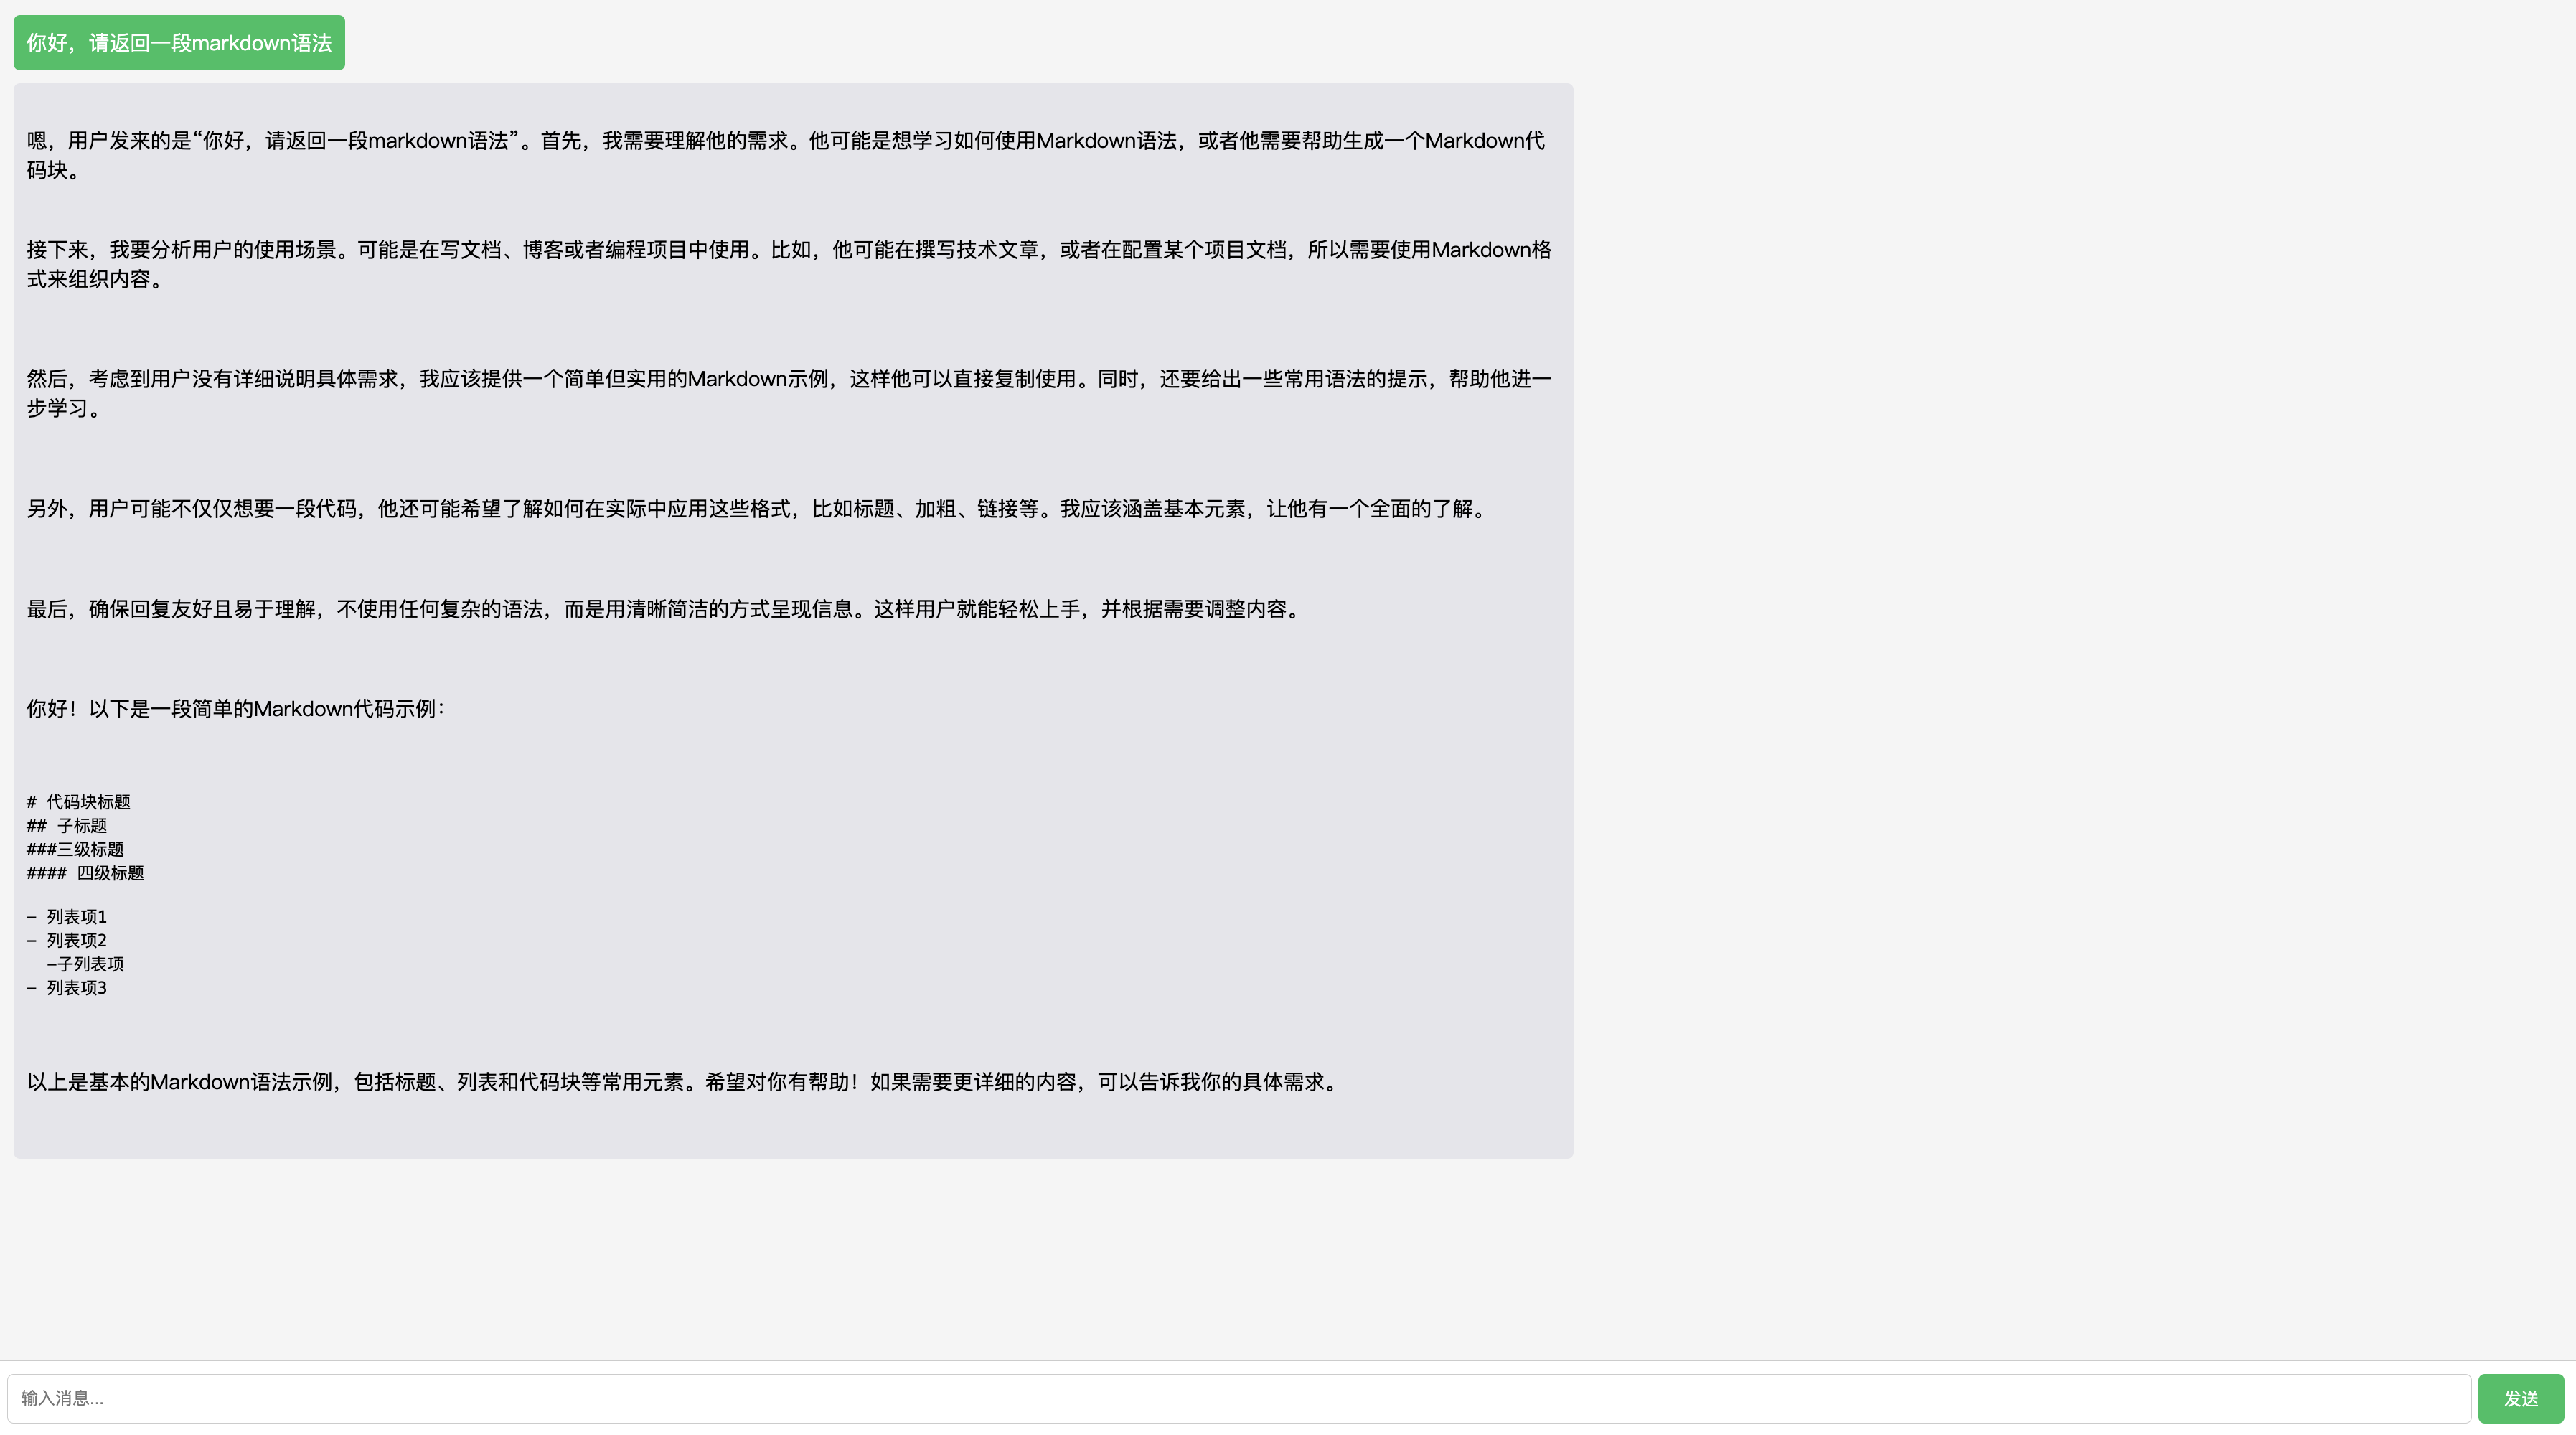 你好，请返回一段markdown语法
嗯，用户发来的是“你好，请返回一段markdown语法”。首先，我需要理解他的需求。他可能是想学习如何使用Markdown语法，或者他需要帮助生成一个Markdown代
码块。
接下来，我要分析用户的使用场景。可能是在写文档、博客或者编程项目中使用。比如，他可能在撰写技术文章，或者在配置某个项目文档，所以需要使用Markdown格
式来组织内容。
然后，考虑到用户没有详细说明具体需求，我应该提供一个简单但实用的Markdown示例，这样他可以直接复制使用。同时，还要给出一些常用语法的提示，帮助他进一
步学习。
另外，用户可能不仅仅想要一段代码，他还可能希望了解如何在实际中应用这些格式，比如标题、加粗、链接等。我应该涵盖基本元素，让他有一个全面的了解。
最后，确保回复友好且易于理解，不使用任何复杂的语法，而是用清晰简洁的方式呈现信息。这样用户就能轻松上手，并根据需要调整内容。
你好！以下是一段简单的Markdown代码示例：
# 代码块标题
## 子标题
###三级标题
#### 四级标题
- 列表项1
- 列表项2
  -子列表项
- 列表项3
以上是基本的Markdown语法示例，包括标题、列表和代码块等常用元素。希望对你有帮助！如果需要更详细的内容，可以告诉我你的具体需求。
输入消息...
发送